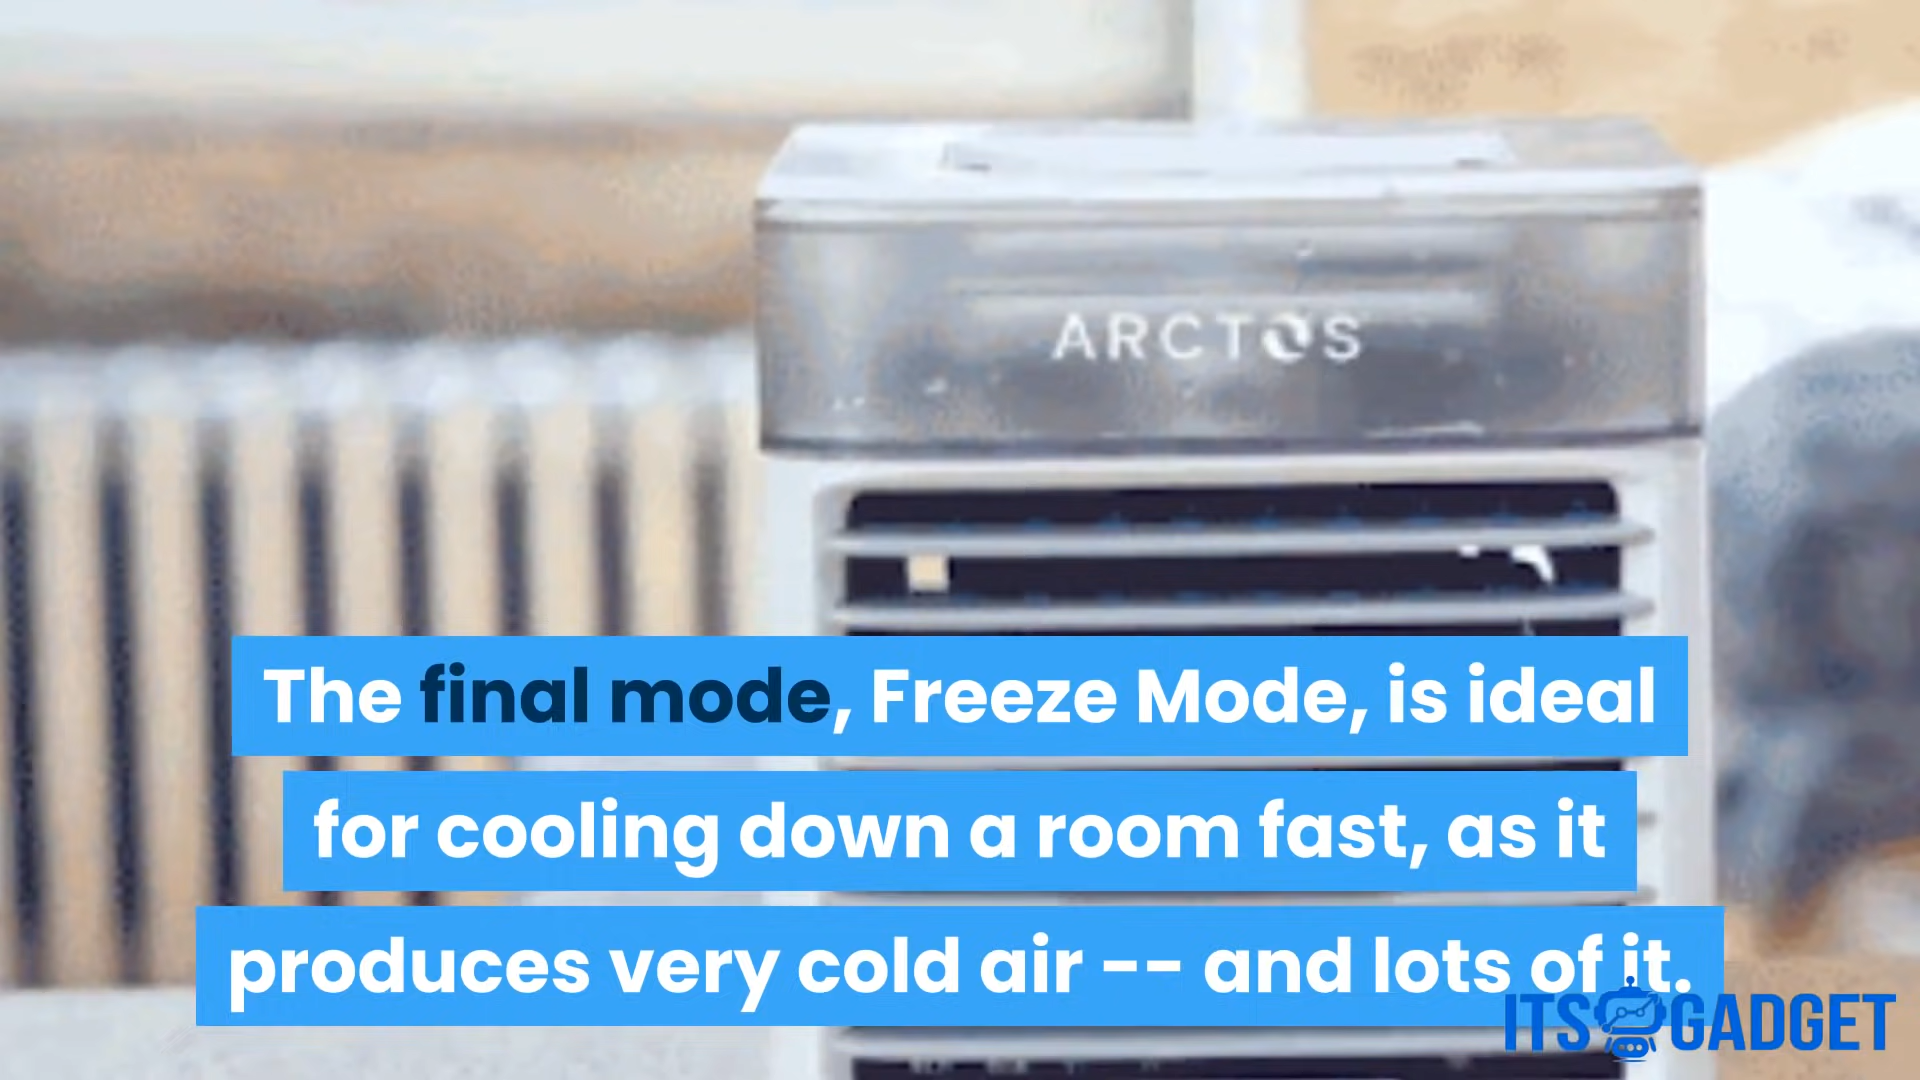 ARCTOS
The final mode, Freeze Mode, is ideal
for cooling down a room fast, as it
produces very cold air -- and lots of it.
ITS GADGET